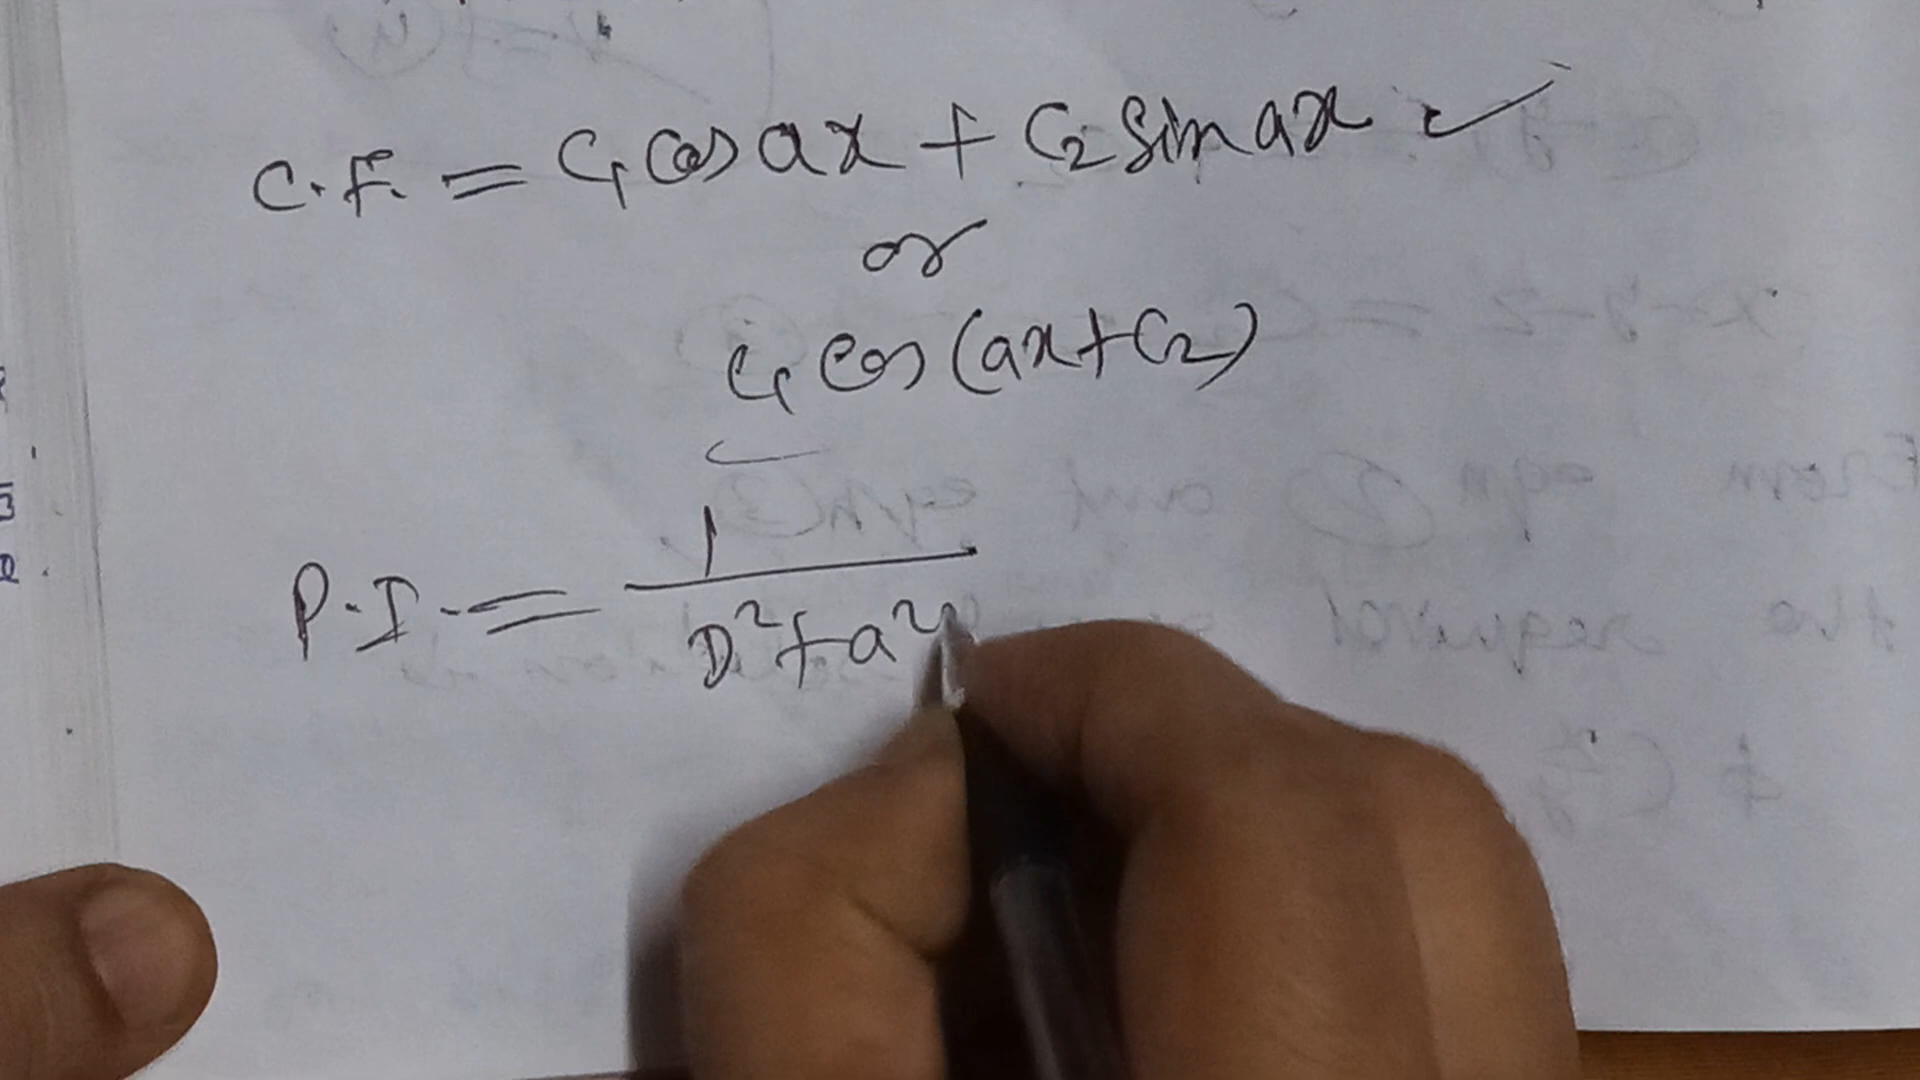 C.F. = C₁ Cos ax + C₂ Sin ax ✓
or
C₁ Cos (ax + C₂)
P.I. = 1 / D² + a²